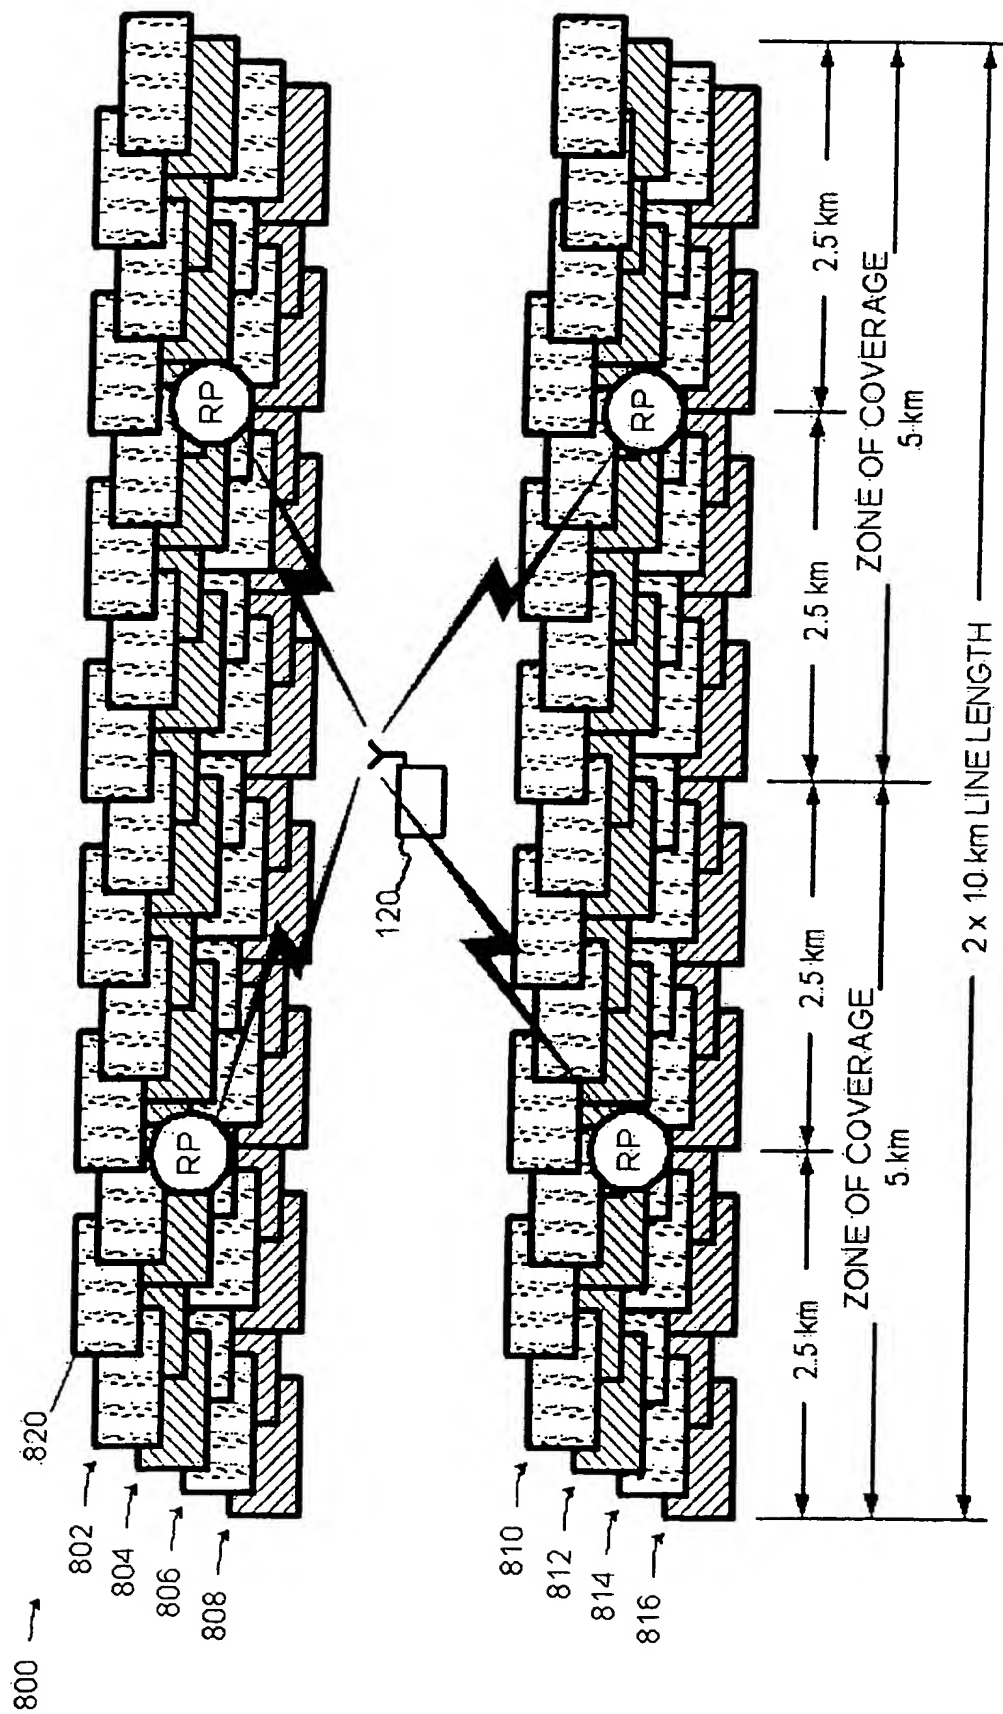 800
802
804
806
808
820
RP
RP
120
810
812
814
816
RP
RP
2.5 km
2.5 km
2.5 km
2.5 km
ZONE OF COVERAGE
5 km
ZONE OF COVERAGE
5 km
2 x 10 km LINE LENGTH